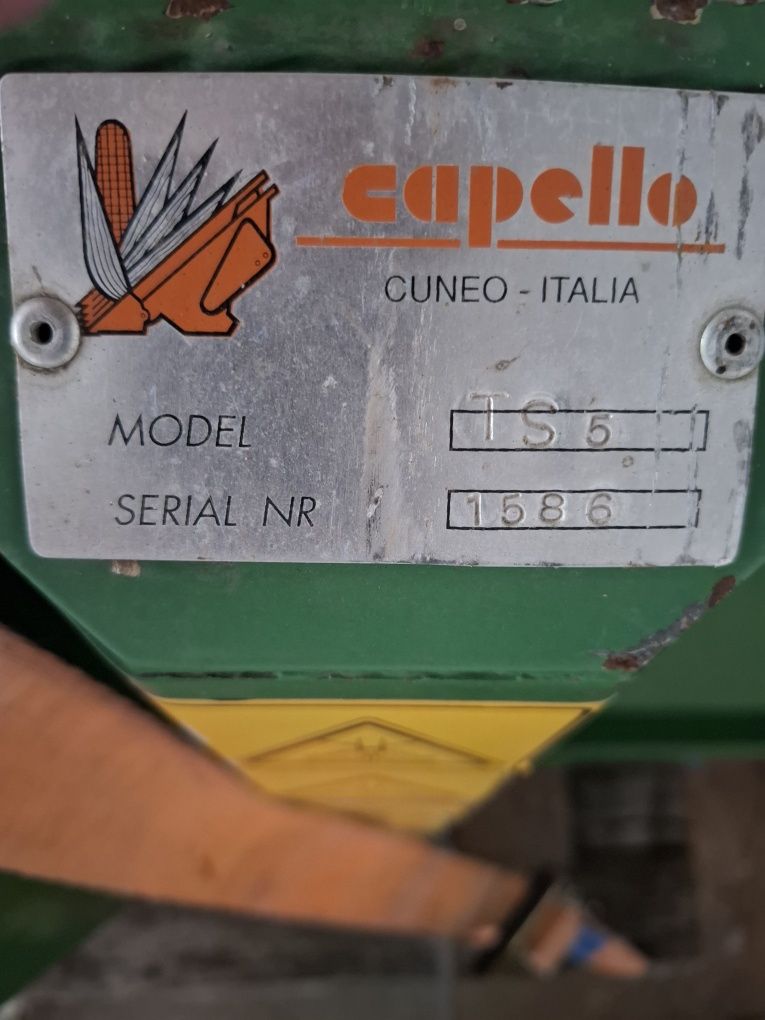 capello
CUNEO - ITALIA
MODEL TS 5
SERIAL NR 1586